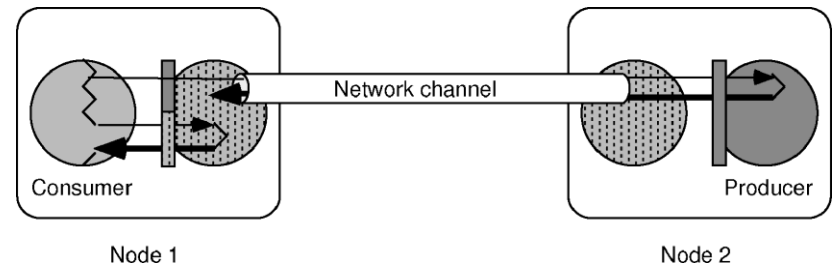 Network channel
Consumer
Producer
Node 1
Node 2